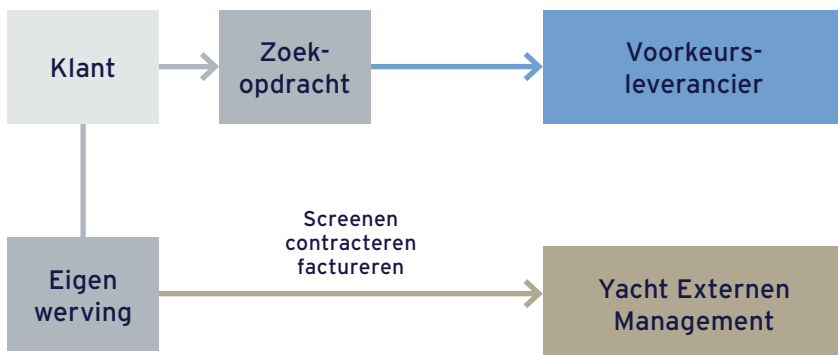 Klant
Zoek-
opdracht
Voorkeurs-
leverancier
Screenen
contracteren
factureren
Eigen
werving
Yacht Externen
Management